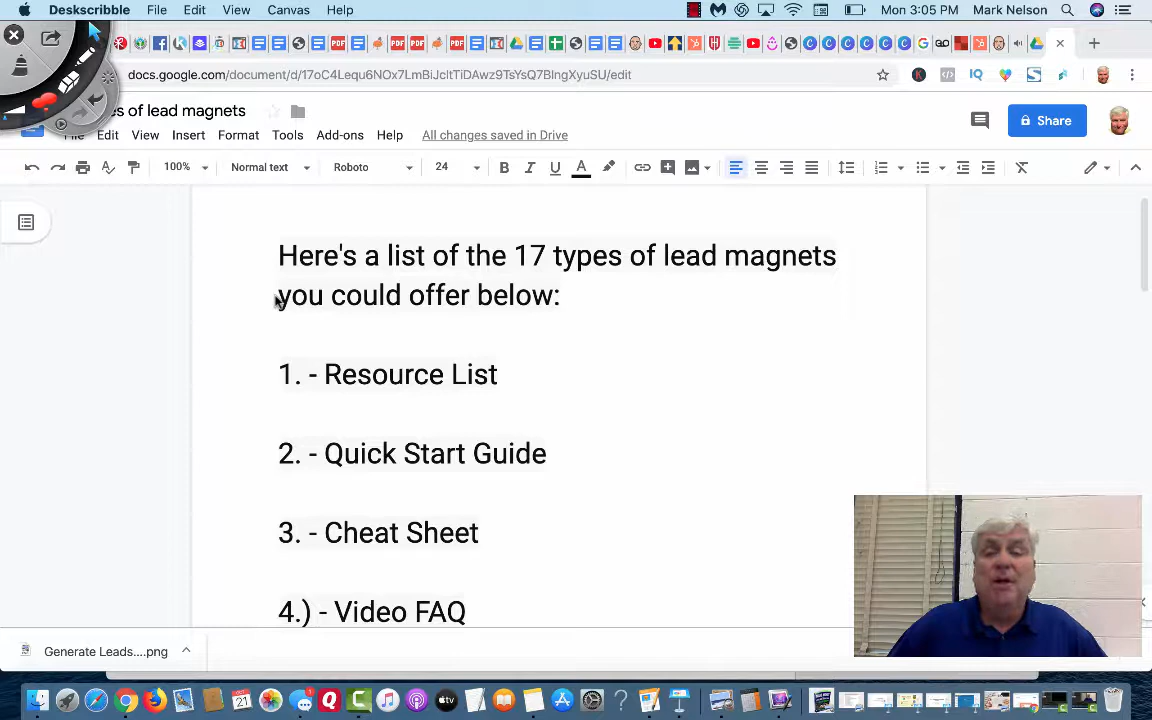 Deskscribble File Edit View Canvas Help Mon 3:05 PM Mark Nelson
docs.google.com/document/d/17oC4Lequ6NOx7LmBiJcltTiDAwz9TsYsQ7BlngXyuSU/edit
es of lead magnets
File Edit View Insert Format Tools Add-ons Help All changes saved in Drive
Share
100% Normal text Roboto 24 B I U A
Here's a list of the 17 types of lead magnets
you could offer below:
1. - Resource List
2. - Quick Start Guide
3. - Cheat Sheet
4.) - Video FAQ
Generate Leads....png